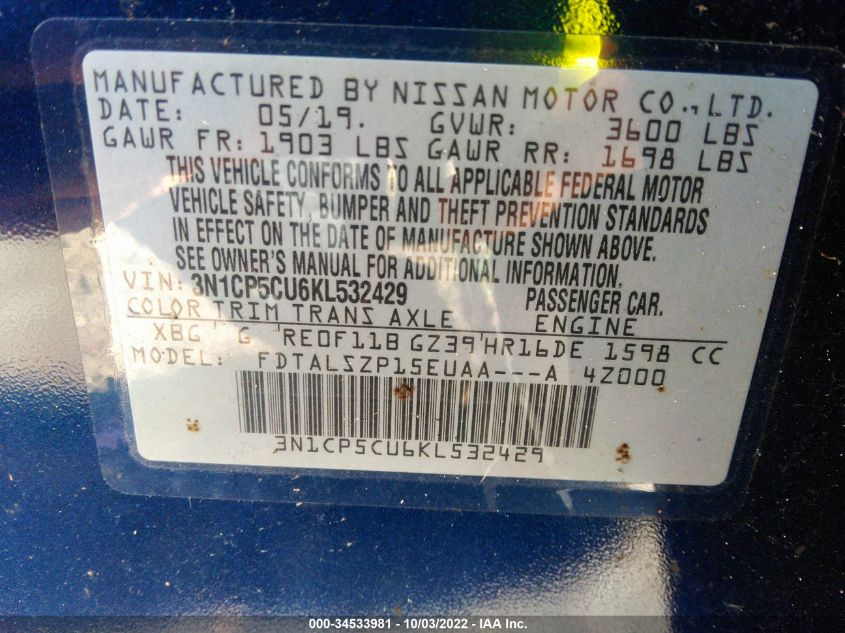 MANUFACTURED BY NISSAN MOTOR CO., LTD.
DATE: 05/19. GVWR: 3600 LBS
GAWR FR: 1903 LBS GAWR RR: 1698 LBS
THIS VEHICLE CONFORMS TO ALL APPLICABLE FEDERAL MOTOR
VEHICLE SAFETY, BUMPER AND THEFT PREVENTION STANDARDS
IN EFFECT ON THE DATE OF MANUFACTURE SHOWN ABOVE.
SEE OWNER'S MANUAL FOR ADDITIONAL INFORMATION.
VIN: 3N1CP5CU6KL532429 PASSENGER CAR.
COLOR TRIM TRANS AXLE ENGINE
XBG G RE0F11B GZ39 HR16DE 1598 CC
MODEL: FDTALSZP15EUAA---A 4Z000
3N1CP5CU6KL532429
000-34533981 - 10/03/2022 - IAA Inc.